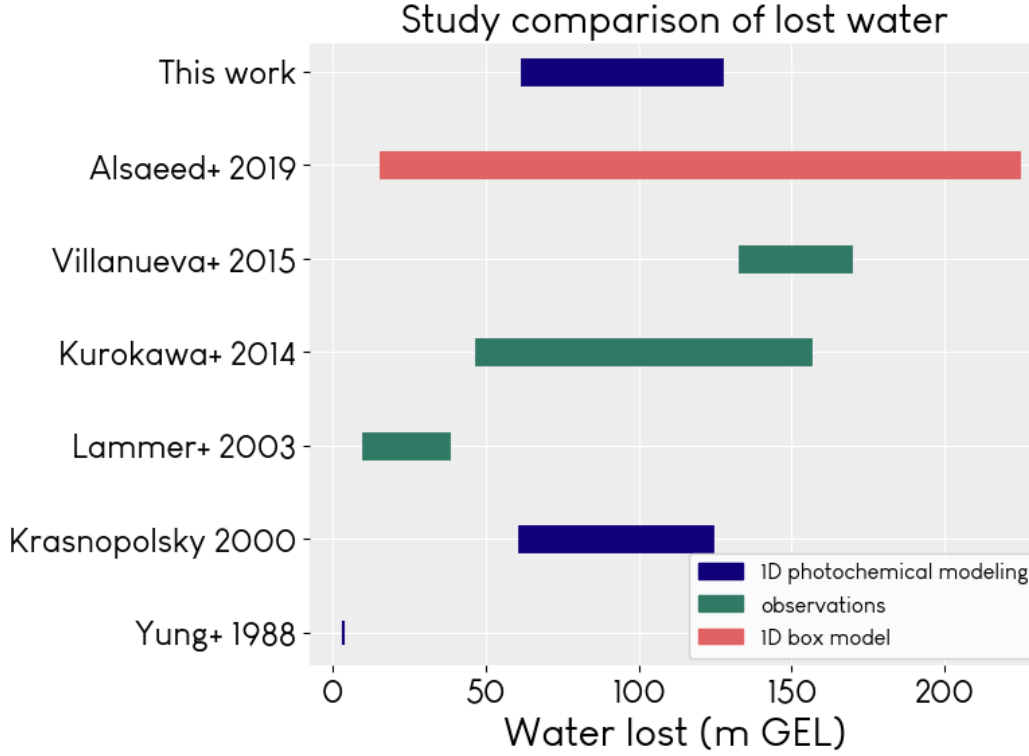 Study comparison of lost water
This work
Alsaeed+ 2019
Villanueva+ 2015
Kurokawa+ 2014
Lammer+ 2003
Krasnopolsky 2000
Yung+ 1988
1D photochemical modeling
observations
1D box model
0 50 100 150 200
Water lost (m GEL)